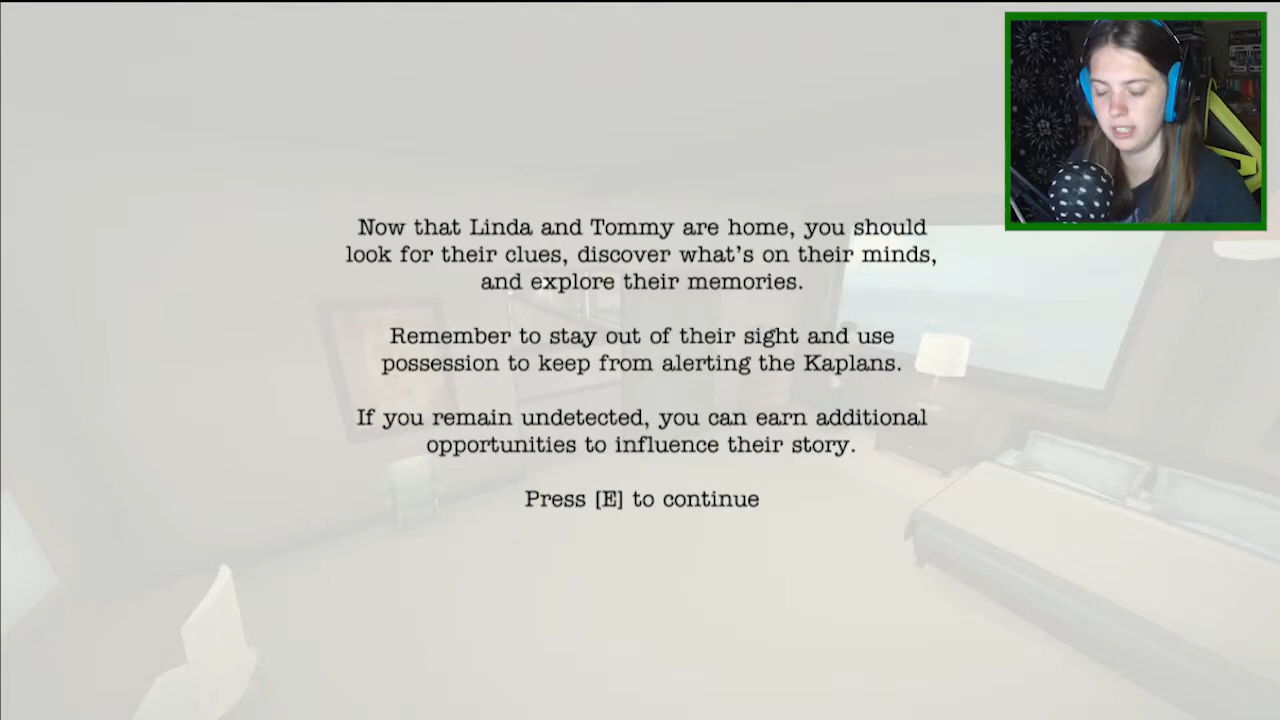 Now that Linda and Tommy are home, you should
look for their clues, discover what's on their minds,
and explore their memories.
Remember to stay out of their sight and use
possession to keep from alerting the Kaplans.
If you remain undetected, you can earn additional
opportunities to influence their story.
Press [E] to continue